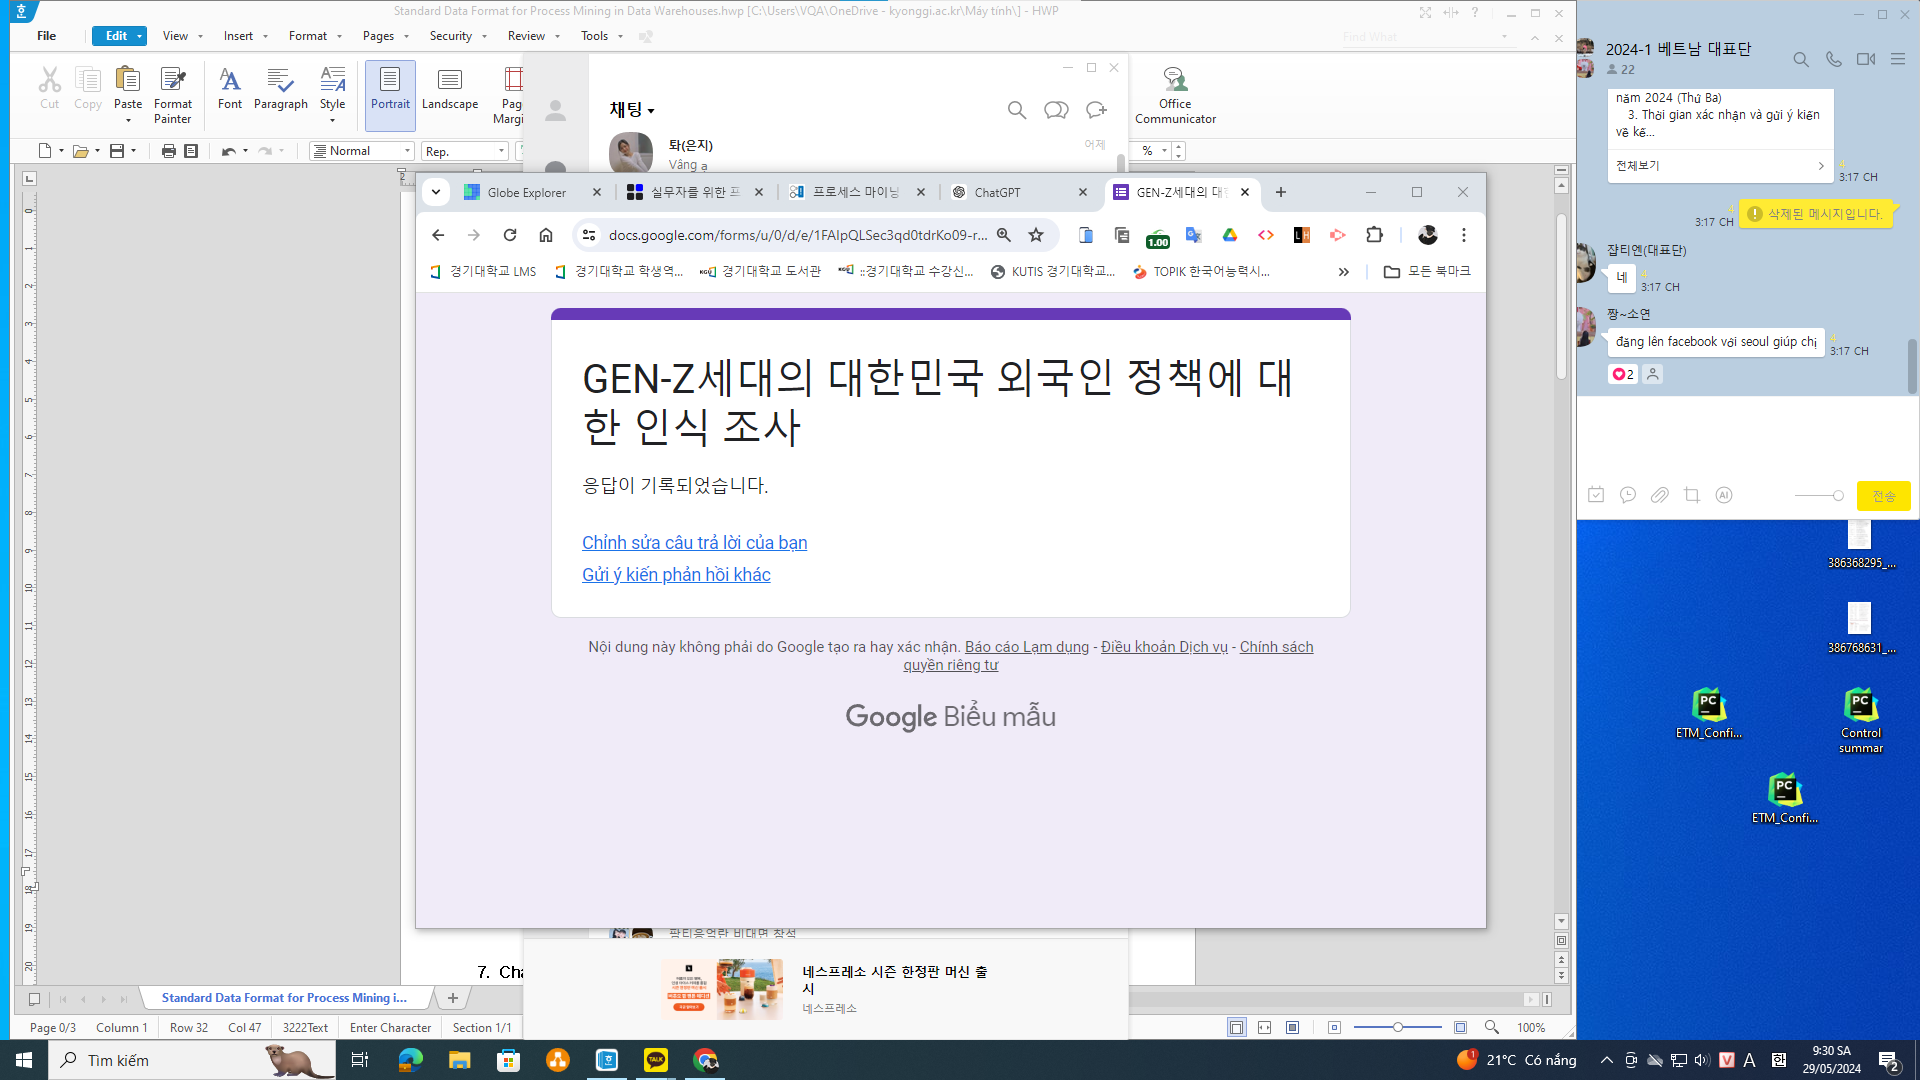 Standard Data Format for Process Mining in Data Warehouses.hwp [C:\Users\VQA\OneDrive - kyonggi.ac.kr\Máy tính\] - HWP
File
Edit
View
Insert
Format
Pages
Security
Review
Tools
Find What
Cut
Copy
Paste
Format
Painter
Font
Paragraph
Style
Portrait
Landscape
Office
Communicator
Normal
Rep.
%
채팅
톼(은지)
어제
Vâng ạ
Globe Explorer
실무자를 위한 프
프로세스 마이닝
ChatGPT
GEN-Z세대의 대한
docs.google.com/forms/u/0/d/e/1FAIpQLSec3qd0tdrKo09-r...
1.00
경기대학교 LMS
경기대학교 학생역...
경기대학교 도서관
::경기대학교 수강신...
KUTIS 경기대학교...
TOPIK 한국어능력시...
모든 북마크
GEN-Z세대의 대한민국 외국인 정책에 대
한 인식 조사
응답이 기록되었습니다.
Chỉnh sửa câu trả lời của bạn
Gửi ý kiến phản hồi khác
Nội dung này không phải do Google tạo ra hay xác nhận. Báo cáo Lạm dụng - Điều khoản Dịch vụ - Chính sách
quyền riêng tư
Google Biểu mẫu
7. Cha
네스프레소 시즌 한정판 머신 출
시
네스프레소
Standard Data Format for Process Mining i...
Page 0/3
Column 1
Row 32
Col 47
3222Text
Enter Character
Section 1/1
100%
2024-1 베트남 대표단
22
năm 2024 (Thứ Ba)
3. Thời gian xác nhận và gửi ý kiến
về kế...
전체보기
4
3:17 CH
4
3:17 CH
삭제된 메시지입니다.
잡티엔(대표단)
네
4
3:17 CH
짱~소연
đăng lên facebook với seoul giúp chị
4
3:17 CH
2
전송
386368295_...
386768631_...
ETM_Confi...
Control
summar
ETM_Confi...
Tìm kiếm
21°C Có nắng
9:30 SA
29/05/2024
2